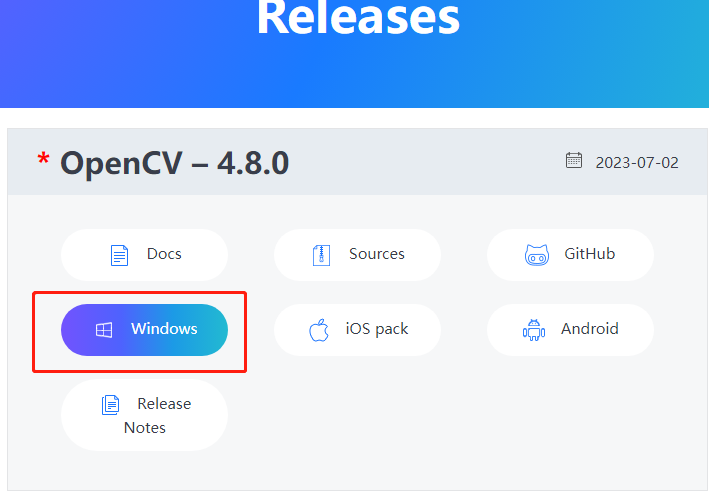 Releases
* OpenCV – 4.8.0
2023-07-02
Docs
Sources
GitHub
Windows
iOS pack
Android
Release
Notes